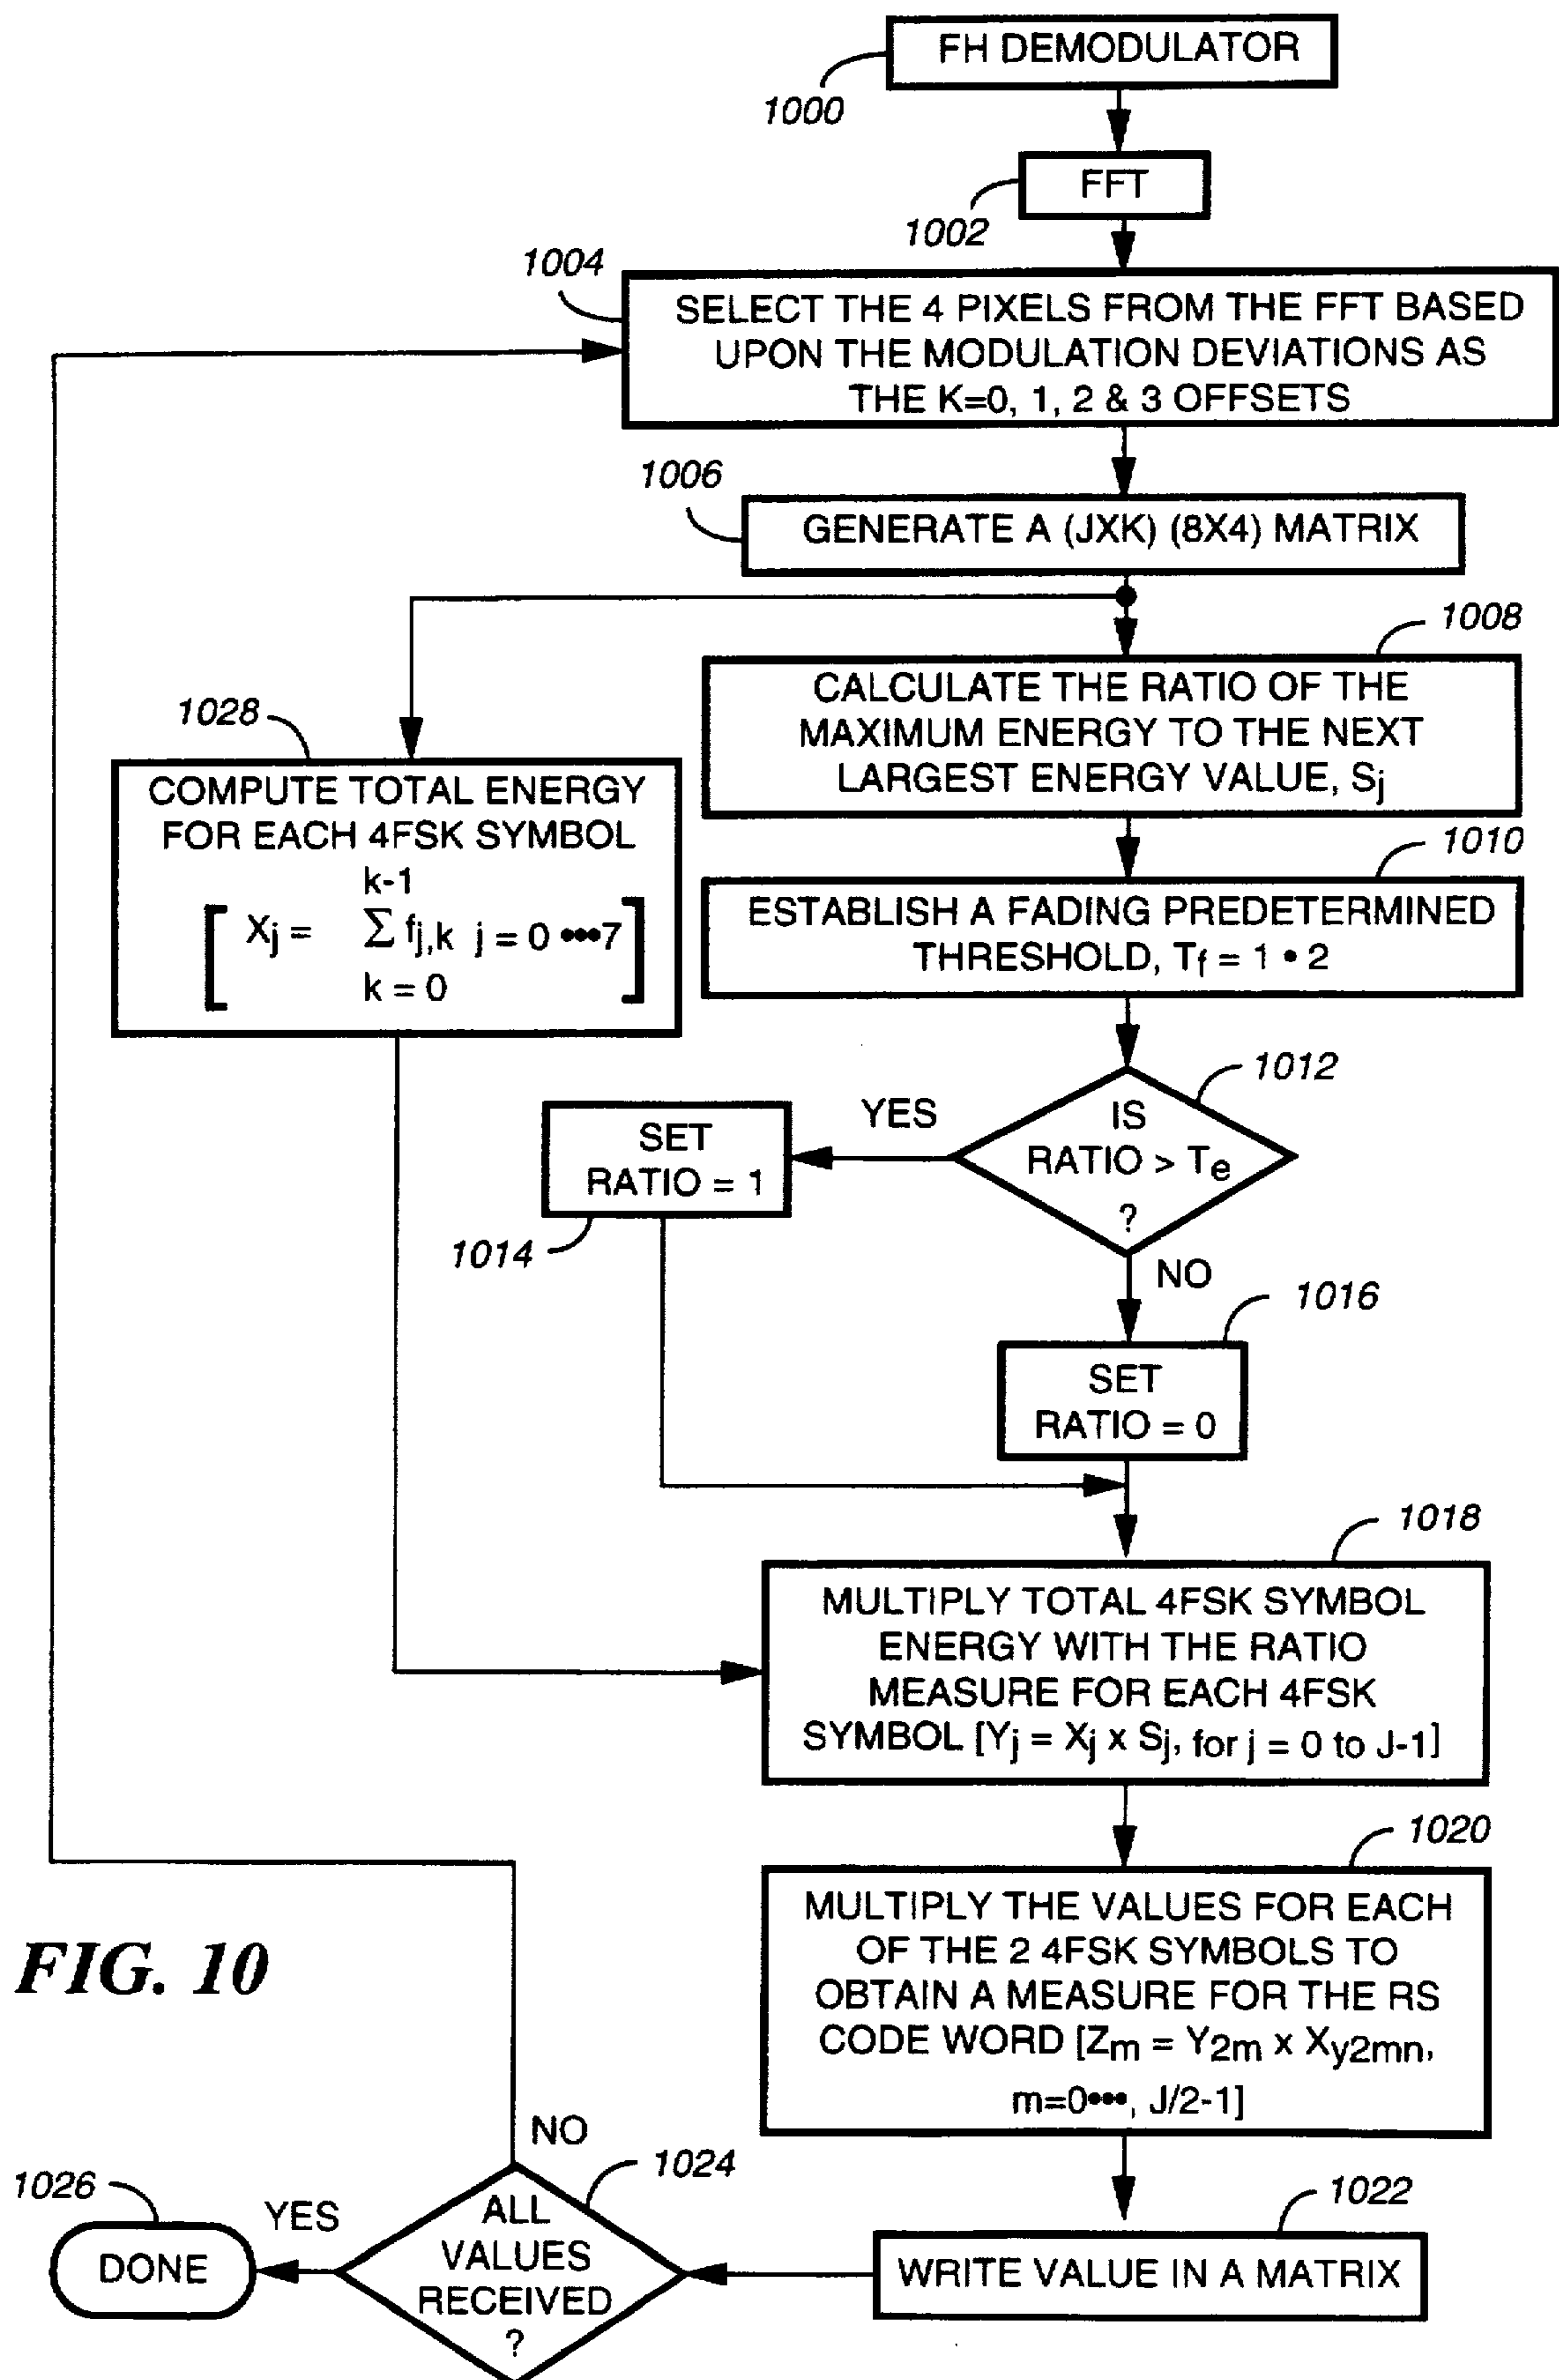 FH DEMODULATOR
1000
FFT
1002
1004
SELECT THE 4 PIXELS FROM THE FFT BASED
UPON THE MODULATION DEVIATIONS AS
THE K=0, 1, 2 & 3 OFFSETS
1006
GENERATE A (JXK) (8X4) MATRIX
1008
CALCULATE THE RATIO OF THE
MAXIMUM ENERGY TO THE NEXT
LARGEST ENERGY VALUE, Sj
1028
COMPUTE TOTAL ENERGY
FOR EACH 4FSK SYMBOL
k-1
[ Xj = Σ fj,k j = 0 •••7 ]
k = 0
1010
ESTABLISH A FADING PREDETERMINED
THRESHOLD, Tf = 1 • 2
1012
IS
RATIO > Te
?
YES
SET
RATIO = 1
1014
NO
1016
SET
RATIO = 0
1018
MULTIPLY TOTAL 4FSK SYMBOL
ENERGY WITH THE RATIO
MEASURE FOR EACH 4FSK
SYMBOL [Yj = Xj x Sj, for j = 0 to J-1]
1020
MULTIPLY THE VALUES FOR EACH
OF THE 2 4FSK SYMBOLS TO
OBTAIN A MEASURE FOR THE RS
CODE WORD [Zm = Y2m x Xy2mn,
m=0•••, J/2-1]
FIG. 10
1022
WRITE VALUE IN A MATRIX
NO
1024
ALL
VALUES
RECEIVED
?
YES
1026
DONE